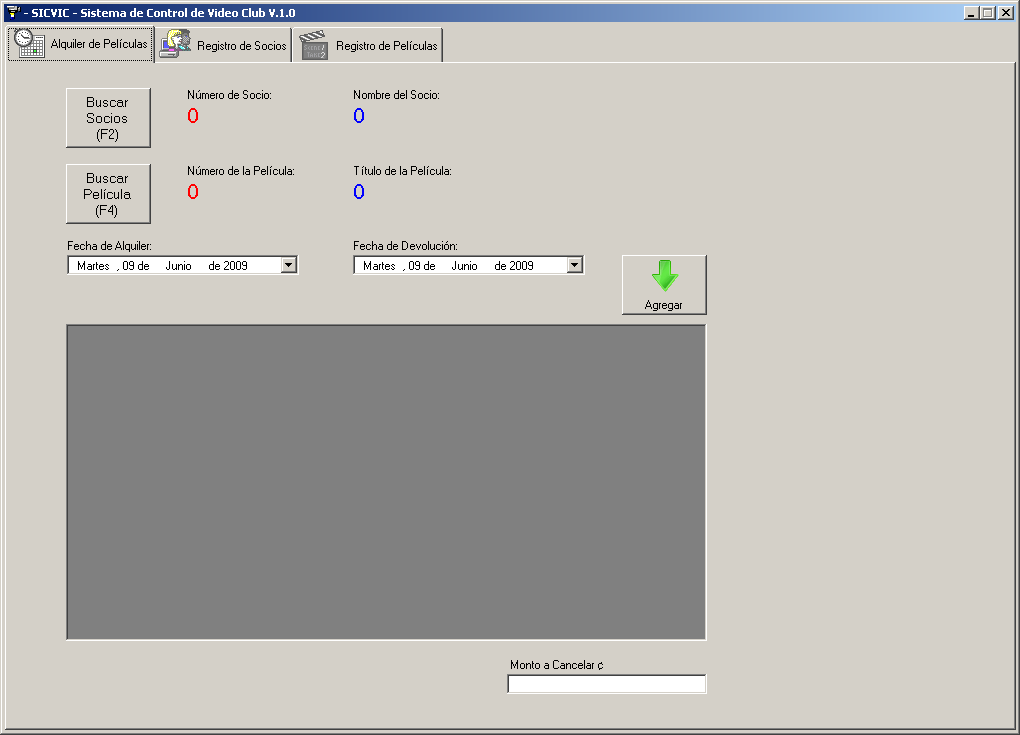 - SICVIC - Sistema de Control de Video Club V.1.0
Alquiler de Películas
Registro de Socios
Registro de Películas
Buscar
Socios
(F2)
Número de Socio:
0
Nombre del Socio:
0
Buscar
Película
(F4)
Número de la Película:
0
Título de la Película:
0
Fecha de Alquiler:
Martes , 09 de Junio de 2009
Fecha de Devolución:
Martes , 09 de Junio de 2009
Agregar
Monto a Cancelar ¢